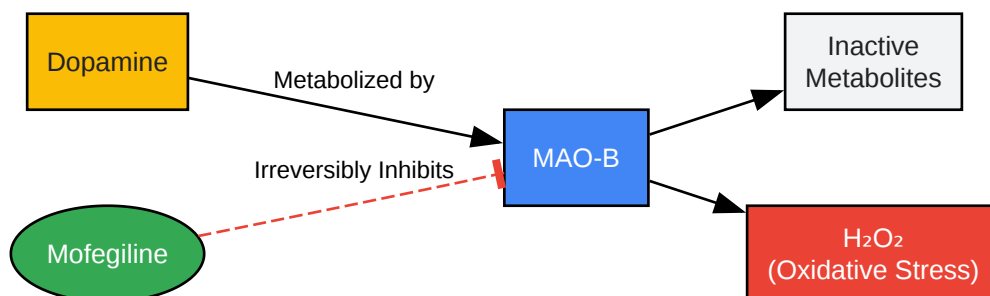 Dopamine
Metabolized by
Inactive
Metabolites
MAO-B
Irreversibly Inhibits
Mofegiline
H₂O₂
(Oxidative Stress)